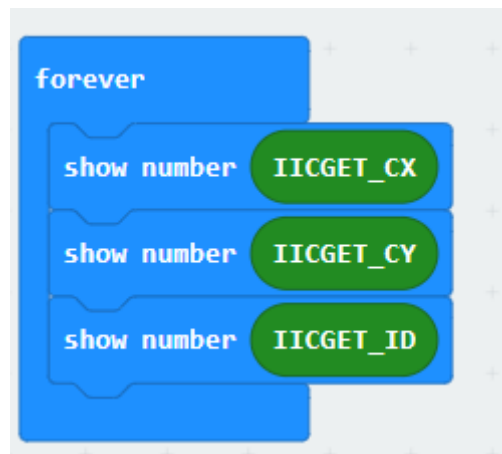 forever
show number IICGET_CX
show number IICGET_CY
show number IICGET_ID